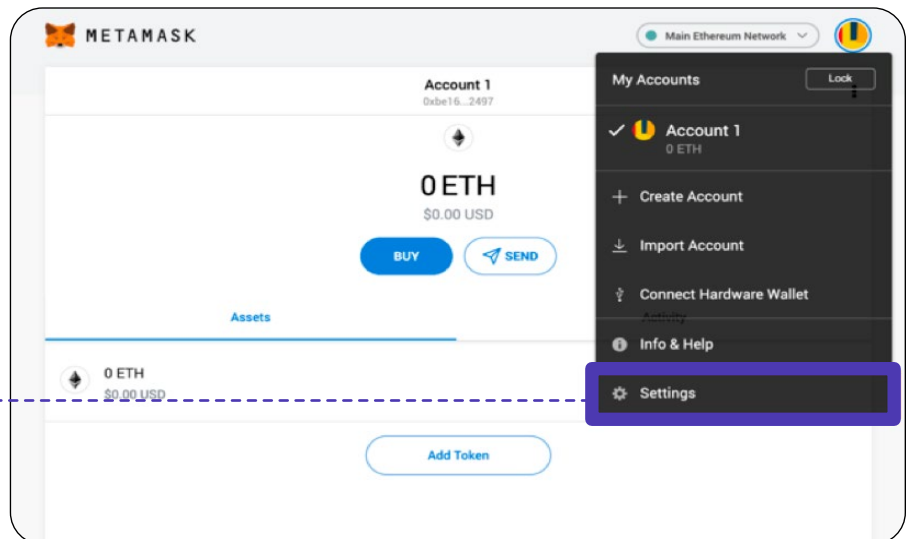 METAMASK
Main Ethereum Network
Account 1
0xbe16...2497
0 ETH
$0.00 USD
BUY
SEND
Assets
Activity
0 ETH
$0.00 USD
Add Token
My Accounts
Lock
Account 1
0 ETH
Create Account
Import Account
Connect Hardware Wallet
Info & Help
Settings